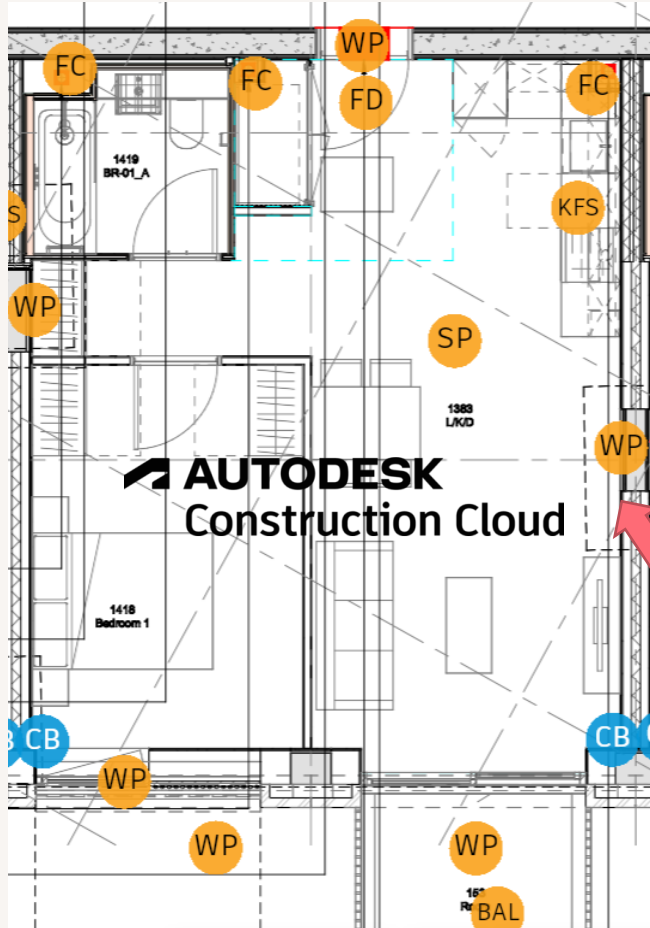 WP
FC
FC
FC
FD
1419
BR-01_A
KFS
S
WP
SP
1383
L/K/D
WP
AUTODESK
Construction Cloud
1418
Bedroom 1
CB
CB
WP
WP
WP
BAL